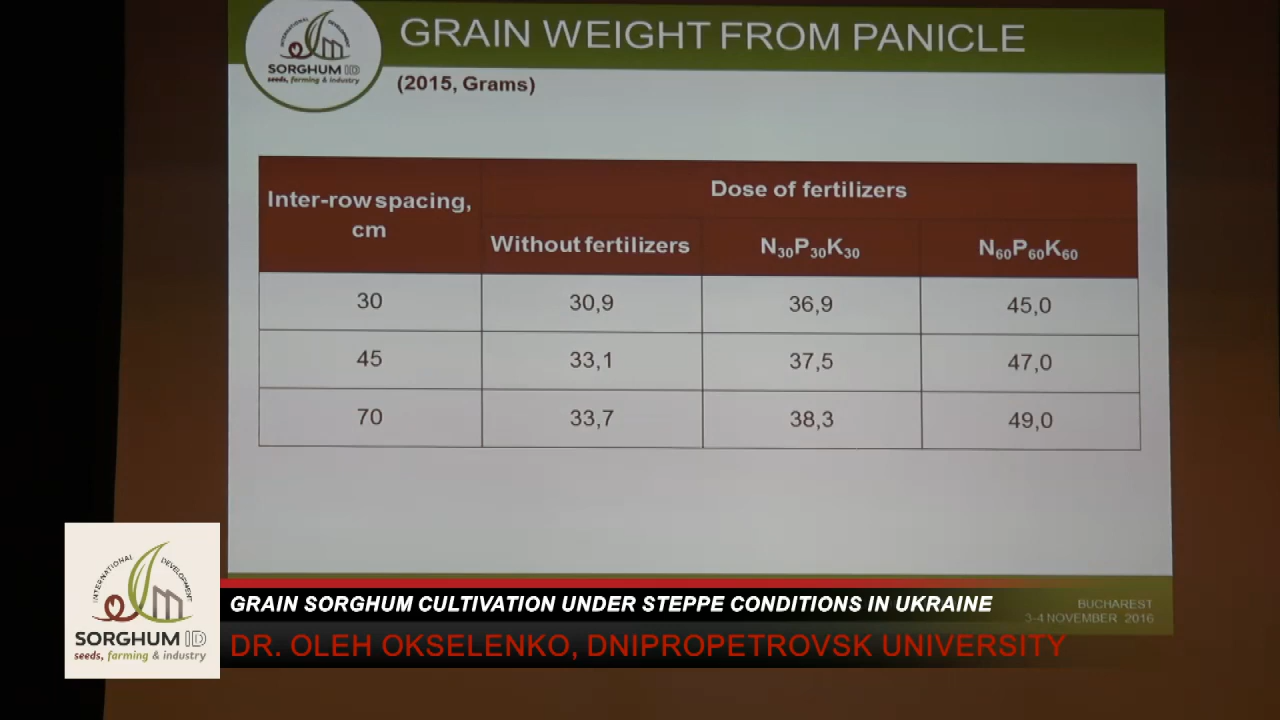 INTERNATIONAL DEVELOPMENT
SORGHUM ID
seeds, farming & industry
GRAIN WEIGHT FROM PANICLE
(2015, Grams)
Inter-row spacing, cm
Dose of fertilizers
Without fertilizers
N₃₀P₃₀K₃₀
N₆₀P₆₀K₆₀
30 30,9 36,9 45,0
45 33,1 37,5 47,0
70 33,7 38,3 49,0
BUCHAREST
3-4 NOVEMBER 2016
INTERNATIONAL DEVELOPMENT
SORGHUM ID
seeds, farming & industry
GRAIN SORGHUM CULTIVATION UNDER STEPPE CONDITIONS IN UKRAINE
DR. OLEH OKSELENKO, DNIPROPETROVSK UNIVERSITY